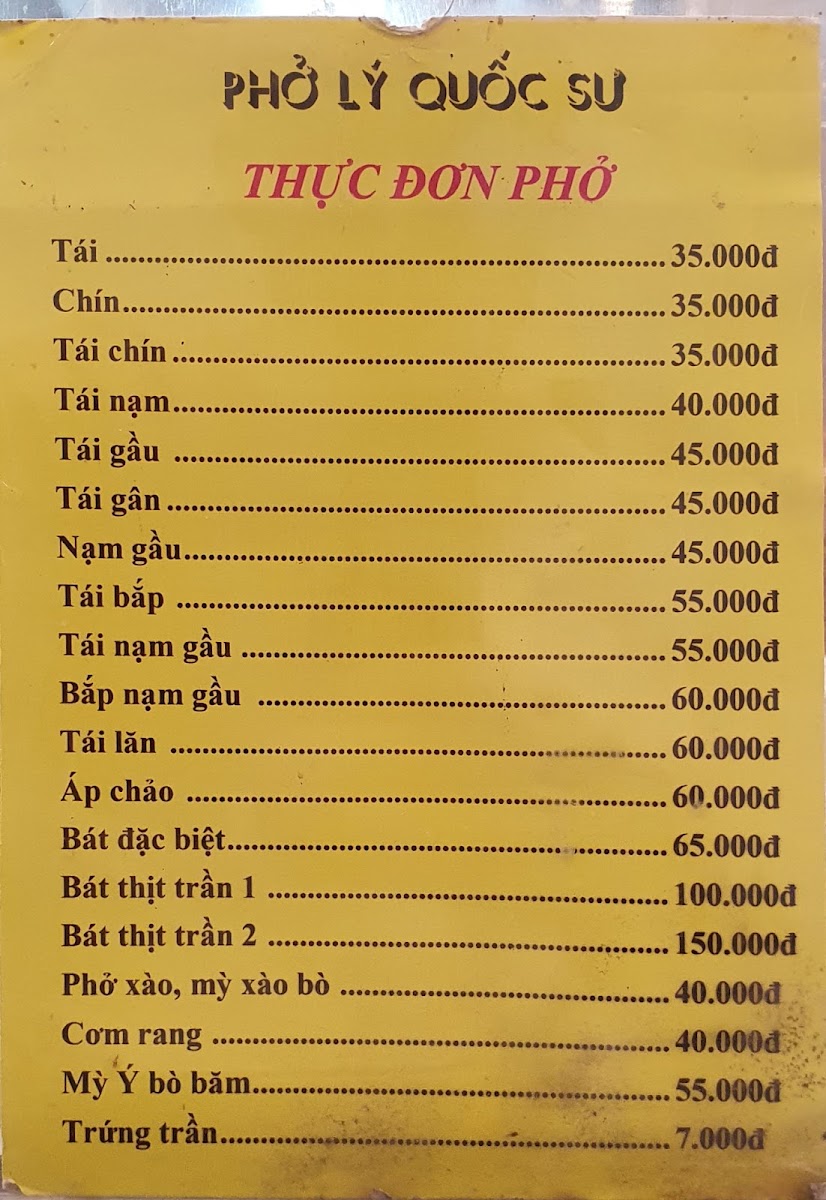 PHỞ LÝ QUỐC SƯ
THỰC ĐƠN PHỞ
Tái ........................................................................ 35.000đ
Chín........................................................................ 35.000đ
Tái chín ................................................................ 35.000đ
Tái nạm................................................................ 40.000đ
Tái gầu ................................................................ 45.000đ
Tái gân ................................................................ 45.000đ
Nạm gầu.............................................................. 45.000đ
Tái bắp ................................................................ 55.000đ
Tái nạm gầu ........................................................ 55.000đ
Bắp nạm gầu ...................................................... 60.000đ
Tái lăn ................................................................ 60.000đ
Áp chảo .............................................................. 60.000đ
Bát đặc biệt.......................................................... 65.000đ
Bát thịt trần 1 ...................................................... 100.000đ
Bát thịt trần 2 ...................................................... 150.000đ
Phở xào, mỳ xào bò ............................................ 40.000đ
Cơm rang ............................................................ 40.000đ
Mỳ Ý bò băm........................................................ 55.000đ
Trứng trần............................................................ 7.000đ